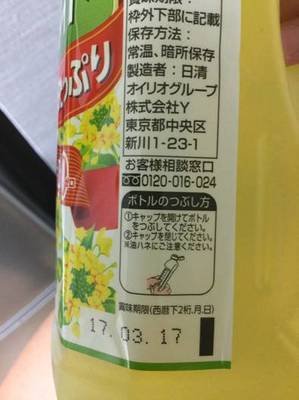 っぷり
枠外下部に記載
保存方法：
常温、暗所保存
製造者：日清
オイリオグループ
株式会社Y
東京都中央区
新川1-23-1
お客様相談窓口
0120-016-024
ボトルのつぶし方
①キャップを開けてボトル
をつぶしてください。
②キャップを閉じてください。
※油ハネにご注意ください。
賞味期限(西暦下2桁.月.日)
17.03.17